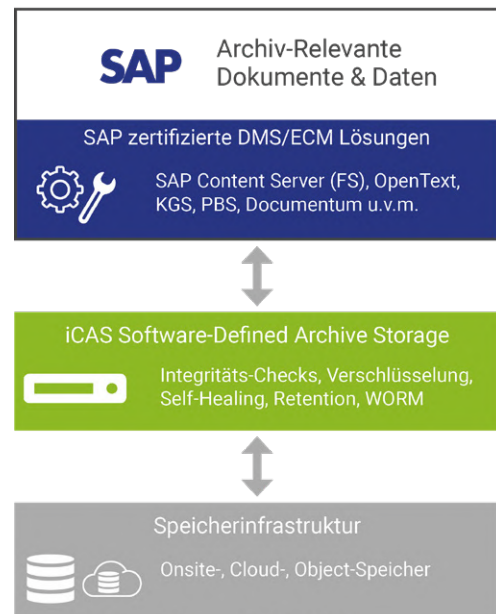 SAP
Archiv-Relevante
Dokumente & Daten
SAP zertifizierte DMS/ECM Lösungen
SAP Content Server (FS), OpenText,
KGS, PBS, Documentum u.v.m.
iCAS Software-Defined Archive Storage
Integritäts-Checks, Verschlüsselung,
Self-Healing, Retention, WORM
Speicherinfrastruktur
Onsite-, Cloud-, Object-Speicher